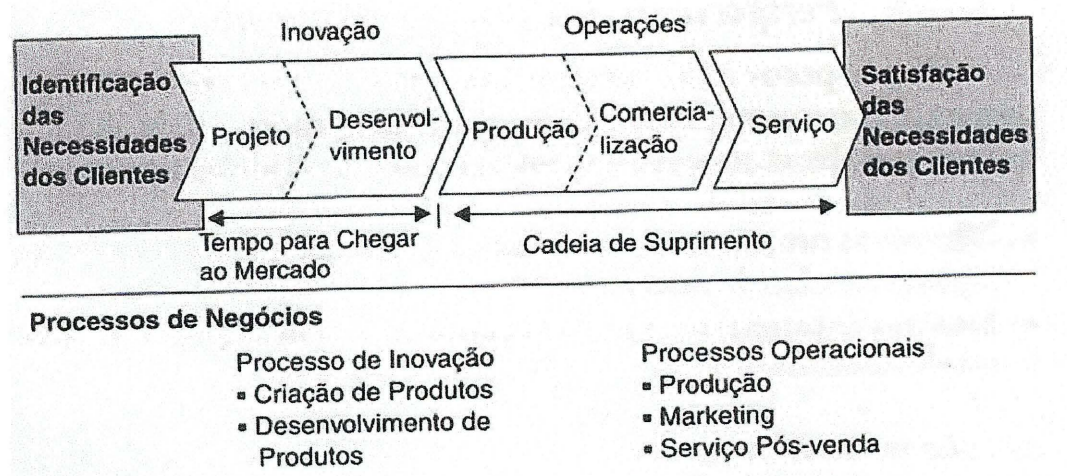 Inovação
Operações
Identificação
das
Necessidades
dos Clientes
Projeto
Desenvol-
vimento
Produção
Comercia-
lização
Serviço
Satisfação
das
Necessidades
dos Clientes
Tempo para Chegar
ao Mercado
Cadeia de Suprimento
Processos de Negócios
Processo de Inovação
▪ Criação de Produtos
▪ Desenvolvimento de
Produtos
Processos Operacionais
▪ Produção
▪ Marketing
▪ Serviço Pós-venda